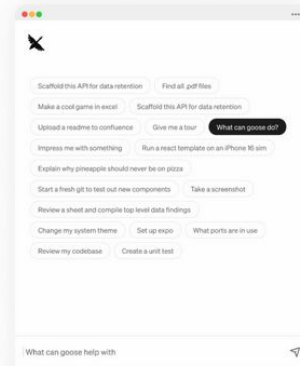 Scaffold this API for data retention Find all .pdf files
Make a cool game in excel Scaffold this API for data retention
Upload a readme to confluence Give me a tour What can goose do?
Impress me with something Run a react template on an iPhone 16 sim
Explain why pineapple should never be on pizza
Start a fresh git to test out new components Take a screenshot
Review a sheet and compile top level data findings
Change my system theme Set up expo What ports are in use
Review my codebase Create a unit test
What can goose help with